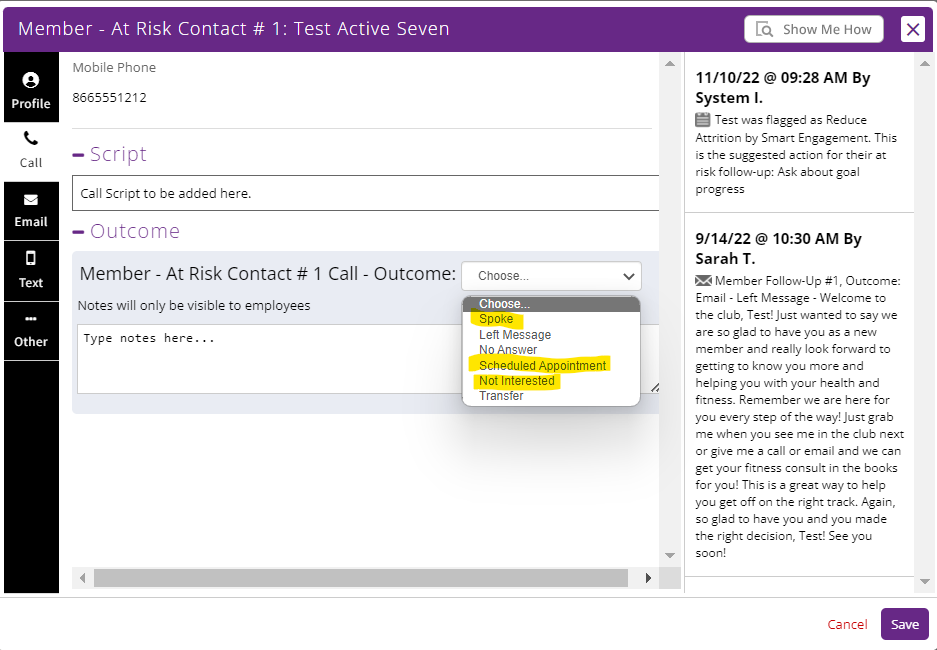 Member - At Risk Contact # 1: Test Active Seven
Show Me How
Profile
Call
Email
Text
Other
Mobile Phone
8665551212
Script
Call Script to be added here.
Outcome
Member - At Risk Contact # 1 Call - Outcome:
Choose...
Notes will only be visible to employees
Type notes here...
Choose...
Spoke
Left Message
No Answer
Scheduled Appointment
Not Interested
Transfer
11/10/22 @ 09:28 AM By
System I.
Test was flagged as Reduce
Attrition by Smart Engagement. This
is the suggested action for their at
risk follow-up: Ask about goal
progress
9/14/22 @ 10:30 AM By
Sarah T.
Member Follow-Up #1, Outcome:
Email - Left Message - Welcome to
the club, Test! Just wanted to say we
are so glad to have you as a new
member and really look forward to
getting to know you more and
helping you with your health and
fitness. Remember we are here for
you every step of the way! Just grab
me when you see me in the club next
or give me a call or email and we can
get your fitness consult in the books
for you! This is a great way to help
you get off on the right track. Again,
so glad to have you and you made
the right decision, Test! See you
soon!
Cancel
Save